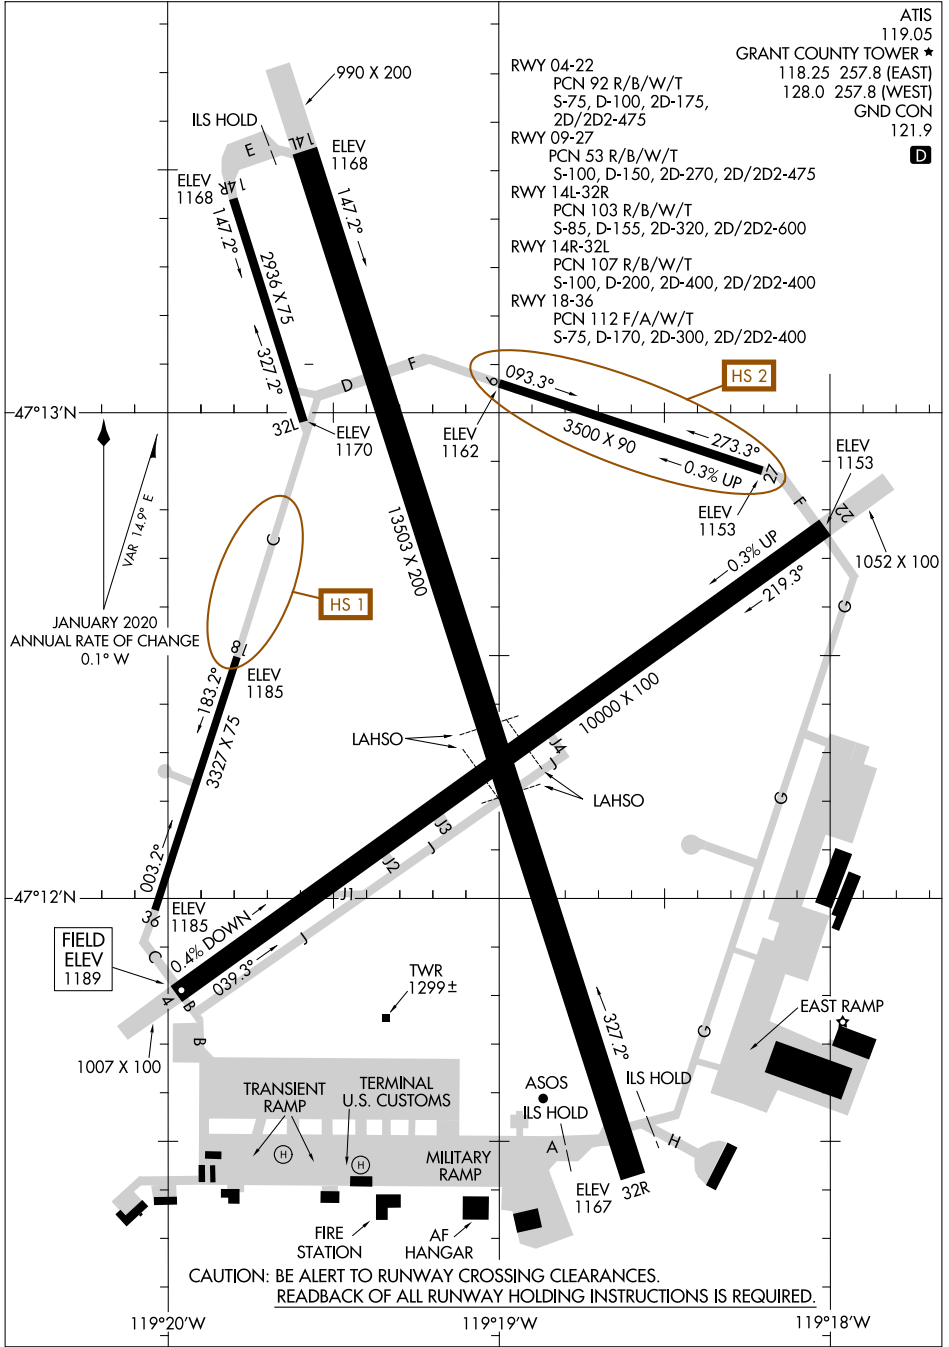 ATIS
119.05
GRANT COUNTY TOWER ★
118.25 257.8 (EAST)
128.0 257.8 (WEST)
GND CON
121.9
D
RWY 04-22
PCN 92 R/B/W/T
S-75, D-100, 2D-175,
2D/2D2-475
RWY 09-27
PCN 53 R/B/W/T
S-100, D-150, 2D-270, 2D/2D2-475
RWY 14L-32R
PCN 103 R/B/W/T
S-85, D-155, 2D-320, 2D/2D2-600
RWY 14R-32L
PCN 107 R/B/W/T
S-100, D-200, 2D-400, 2D/2D2-400
RWY 18-36
PCN 112 F/A/W/T
S-75, D-170, 2D-300, 2D/2D2-400
990 X 200
ILS HOLD
E
14L
ELEV
1168
ELEV
1168
14R
147.2°
147.2°
2936 X 75
327.2°
32L
ELEV
1170
D
F
9
093.3°
HS 2
3500 X 90
273.3°
0.3% UP
27
ELEV
1162
ELEV
1153
F
ELEV
1153
22
1052 X 100
47°13'N
VAR 14.9° E
JANUARY 2020
ANNUAL RATE OF CHANGE
0.1° W
C
HS 1
18
ELEV
1185
183.2°
3327 X 75
003.2°
36
ELEV
1185
13503 X 200
0.3% UP
219.3°
10000 X 100
G
LAHSO
LAHSO
J4
J
J3
J
J2
J1
J
G
47°12'N
FIELD
ELEV
1189
C
0.4% DOWN
039.3°
4
B
B
1007 X 100
TWR
1299±
327.2°
G
EAST RAMP
TRANSIENT
RAMP
TERMINAL
U.S. CUSTOMS
ASOS
ILS HOLD
ILS HOLD
H
H
H
A
MILITARY
RAMP
ELEV
1167
32R
FIRE
STATION
AF
HANGAR
CAUTION: BE ALERT TO RUNWAY CROSSING CLEARANCES.
READBACK OF ALL RUNWAY HOLDING INSTRUCTIONS IS REQUIRED.
119°20'W
119°19'W
119°18'W